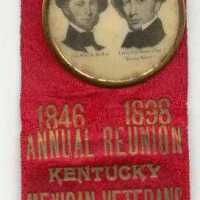 1846 1898
ANNUAL REUNION
KENTUCKY
MEXICAN VETERANS